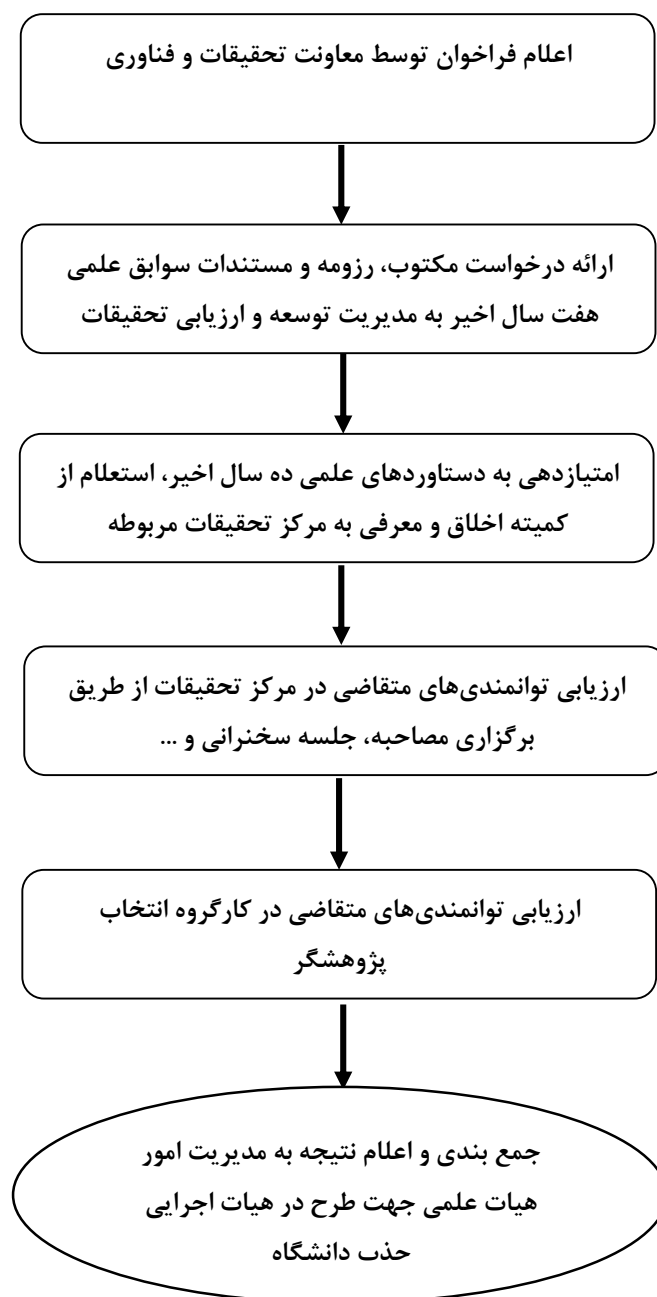 اعلام فراخوان توسط معاونت تحقیقات و فناوری
ارائه درخواست مکتوب، رزومه و مستندات سوابق علمی
هفت سال اخیر به مدیریت توسعه و ارزیابی تحقیقات
امتیازدهی به دستاوردهای علمی ده سال اخیر، استعلام از
کمیته اخلاق و معرفی به مرکز تحقیقات مربوطه
ارزیابی توانمندی‌های متقاضی در مرکز تحقیقات از طریق
برگزاری مصاحبه، جلسه سخنرانی و ...
ارزیابی توانمندی‌های متقاضی در کارگروه انتخاب
پژوهشگر
جمع بندی و اعلام نتیجه به مدیریت امور
هیات علمی جهت طرح در هیات اجرایی
حذب دانشگاه